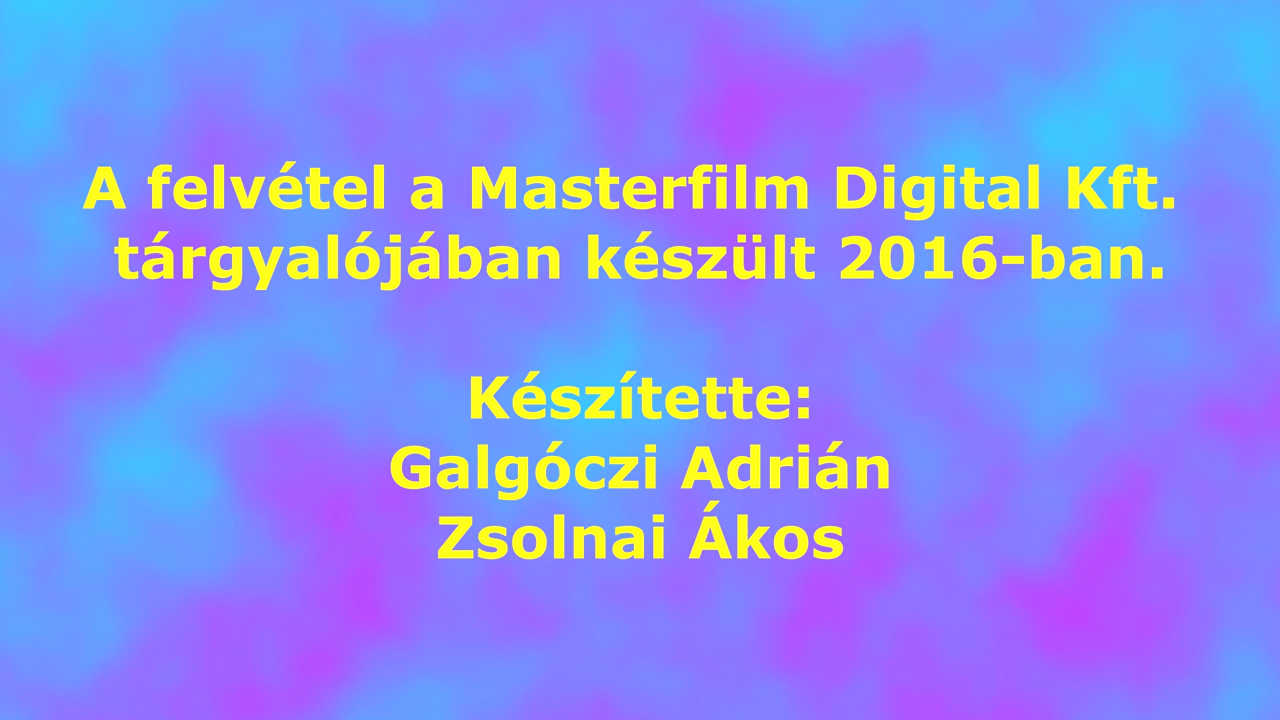 A felvétel a Masterfilm Digital Kft.
tárgyalójában készült 2016-ban.
Készítette:
Galgóczi Adrián
Zsolnai Ákos